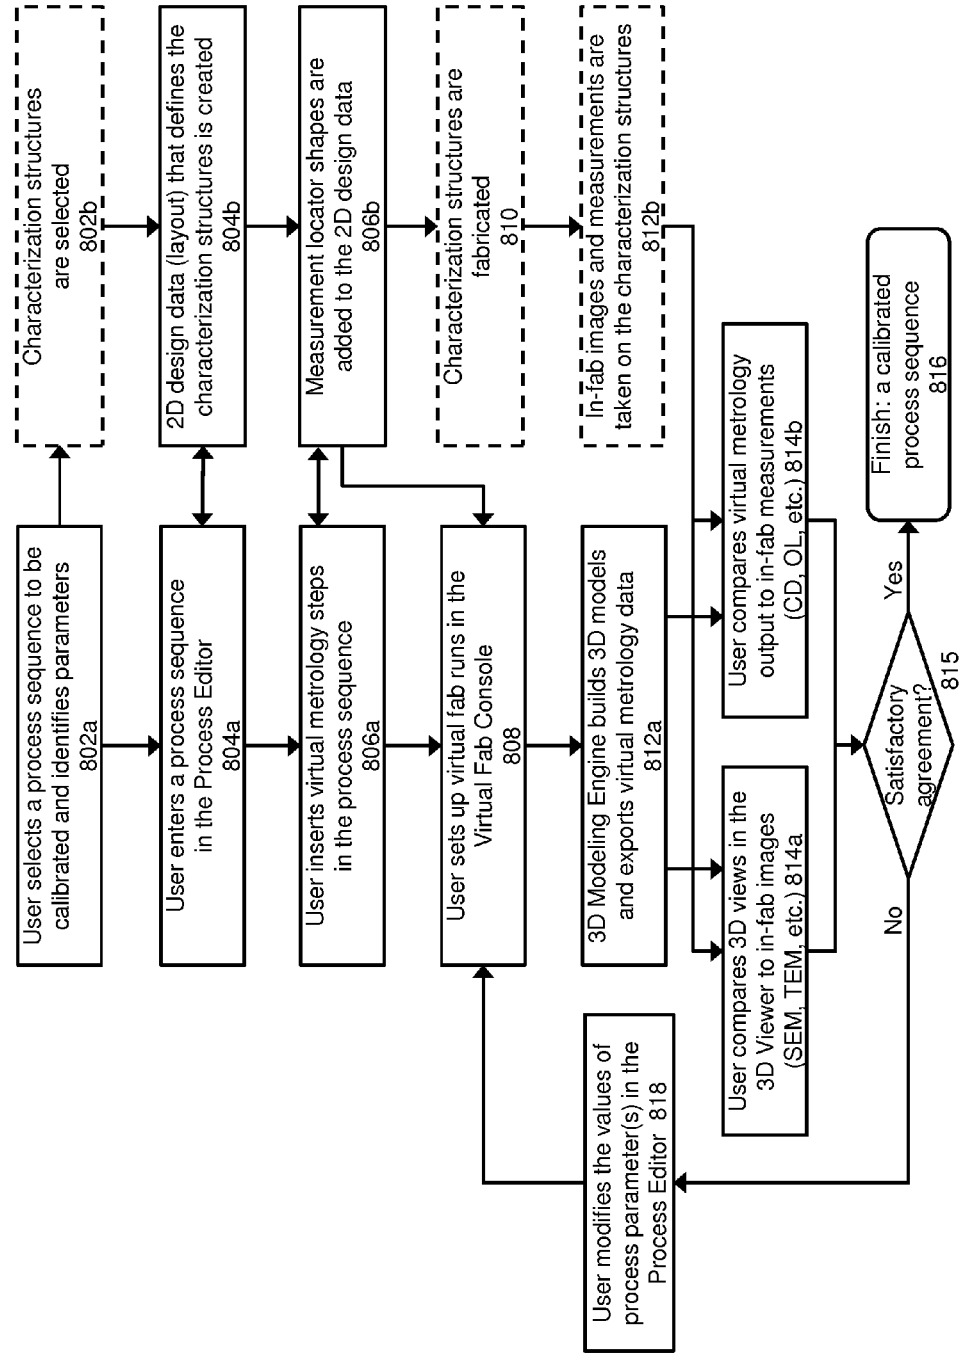 User selects a process sequence to be
calibrated and identifies parameters
802a
Characterization structures
are selected
802b
User enters a process sequence
in the Process Editor
804a
2D design data (layout) that defines the
characterization structures is created
804b
User inserts virtual metrology steps
in the process sequence
806a
Measurement locator shapes are
added to the 2D design data
806b
User sets up virtual fab runs in the
Virtual Fab Console
808
Characterization structures are
fabricated
810
3D Modeling Engine builds 3D models
and exports virtual metrology data
812a
In-fab images and measurements are
taken on the characterization structures
812b
User modifies the values of
process parameter(s) in the
Process Editor 818
User compares 3D views in the
3D Viewer to in-fab images
(SEM, TEM, etc.) 814a
User compares virtual metrology
output to in-fab measurements
(CD, OL, etc.) 814b
No
Satisfactory
agreement?
815
Yes
Finish: a calibrated
process sequence
816